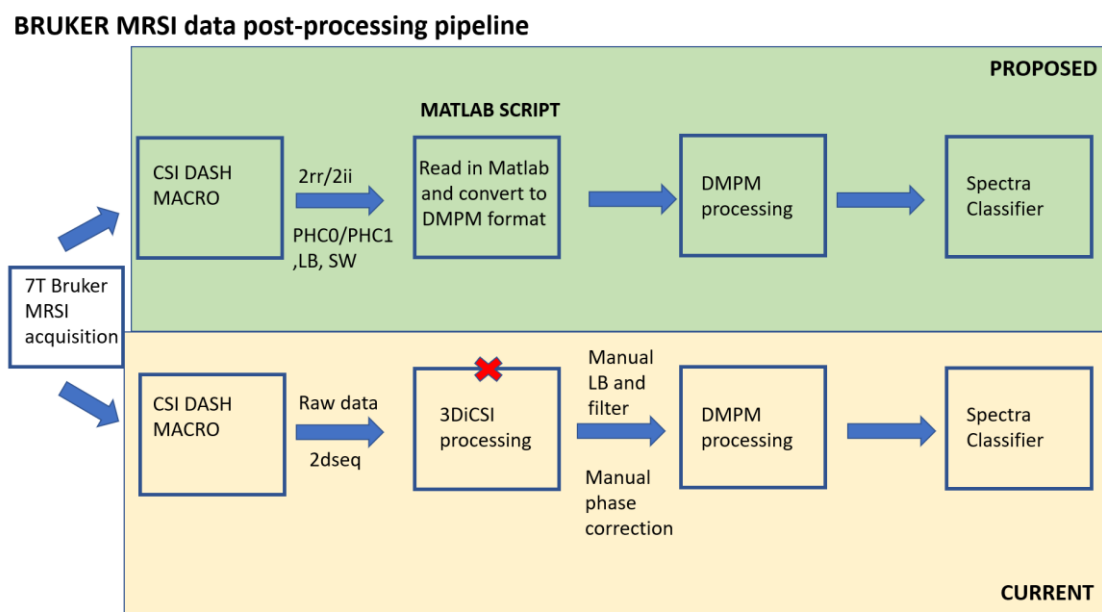 BRUKER MRSI data post-processing pipeline
PROPOSED
MATLAB SCRIPT
CSI DASH
MACRO
2rr/2ii
PHC0/PHC1
,LB, SW
Read in Matlab
and convert to
DMPM format
DMPM
processing
Spectra
Classifier
7T Bruker
MRSI
acquisition
CSI DASH
MACRO
Raw data
2dseq
3DiCSI
processing
Manual
LB and
filter
Manual
phase
correction
DMPM
processing
Spectra
Classifier
CURRENT